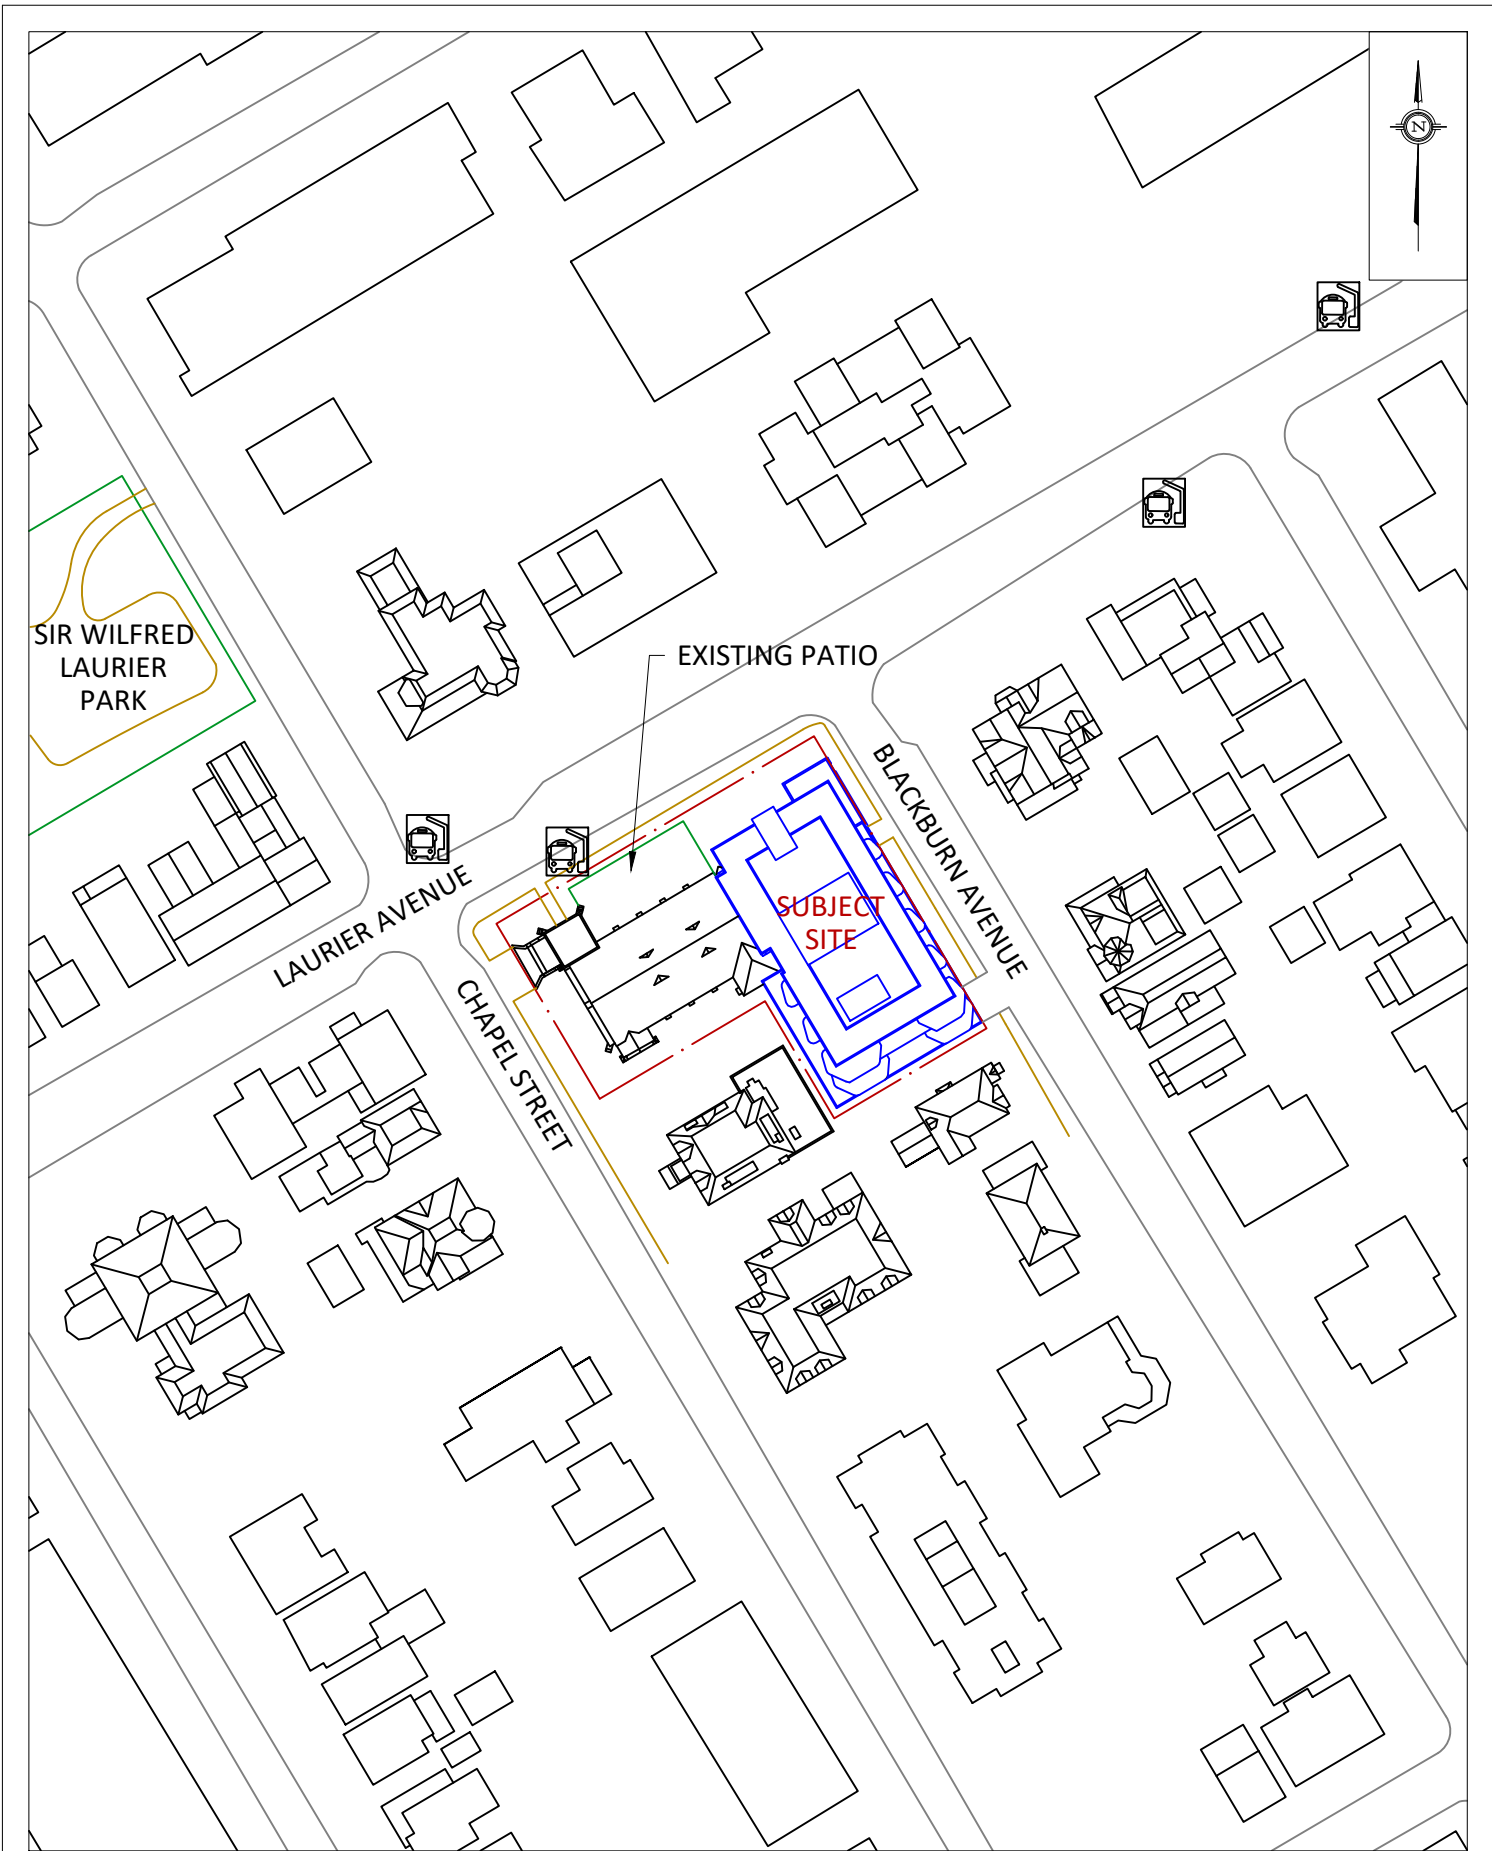 N
SIR WILFRED
LAURIER
PARK
EXISTING PATIO
BLACKBURN AVENUE
LAURIER AVENUE
SUBJECT
SITE
CHAPEL STREET